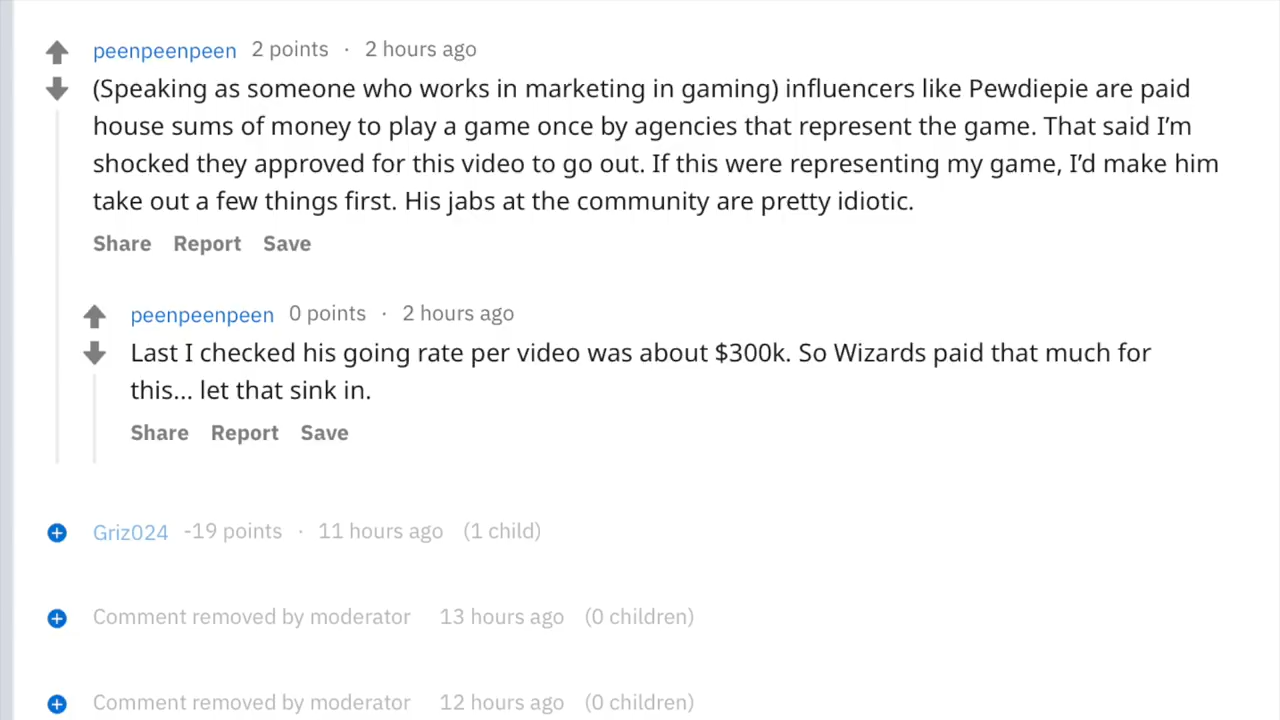 peenpeenpeen 2 points · 2 hours ago
(Speaking as someone who works in marketing in gaming) influencers like Pewdiepie are paid
house sums of money to play a game once by agencies that represent the game. That said I’m
shocked they approved for this video to go out. If this were representing my game, I’d make him
take out a few things first. His jabs at the community are pretty idiotic.
Share Report Save
peenpeenpeen 0 points · 2 hours ago
Last I checked his going rate per video was about $300k. So Wizards paid that much for
this... let that sink in.
Share Report Save
Griz024 -19 points · 11 hours ago (1 child)
Comment removed by moderator 13 hours ago (0 children)
Comment removed by moderator 12 hours ago (0 children)